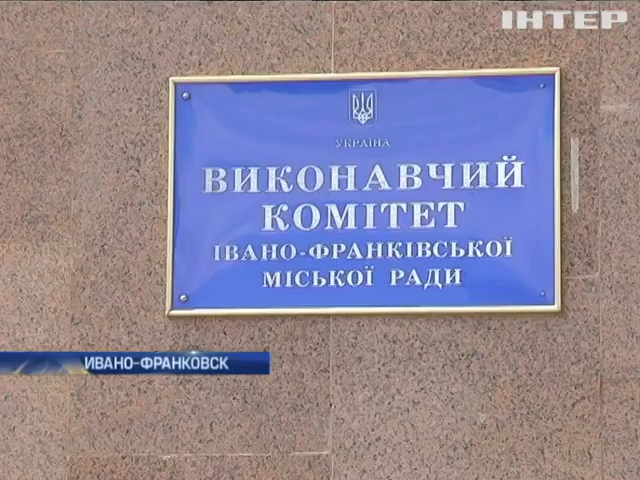 ІНТЕР
УКРАЇНА
ВИКОНАВЧИЙ
КОМІТЕТ
ІВАНО-ФРАНКІВСЬКОЇ
МІСЬКОЇ РАДИ
ИВАНО-ФРАНКОВСК